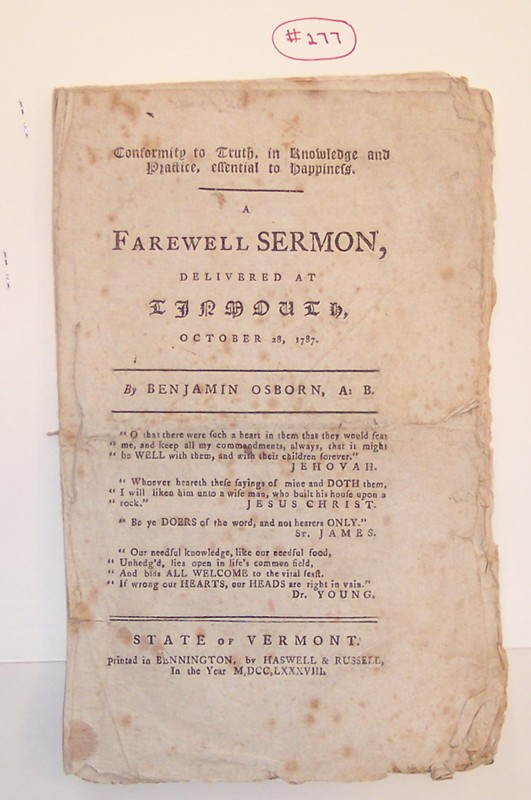 #277
Conformity to Truth, in Knowledge and
Practice, eſſential to Happineſs.
A
FAREWELL SERMON,
DELIVERED AT
TINMOUTH,
OCTOBER 28, 1787.
By BENJAMIN OSBORN, A: B.
"O that there were ſuch a heart in them that they would fear
" me, and keep all my commandments, always, that it might
" be WELL with them, and with their children forever."
JEHOVAH.
"Whoever heareth theſe ſayings of mine and DOTH them,
" I will liken him unto a wiſe man, who built his houſe upon a
" rock."  JESUS CHRIST.
"Be ye DOERS of the word, and not hearers ONLY."
St. JAMES.
"Our needful knowledge, like our needful food,
" Unhedg'd, lies open in life's common field,
" And bids ALL WELCOME to the vital feaſt.
" If wrong our HEARTS, our HEADS are right in vain."
Dr. YOUNG.
STATE OF VERMONT.
Printed in BENNINGTON, by HASWELL & RUSSELL,
In the Year M,DCC,LXXXVIII.